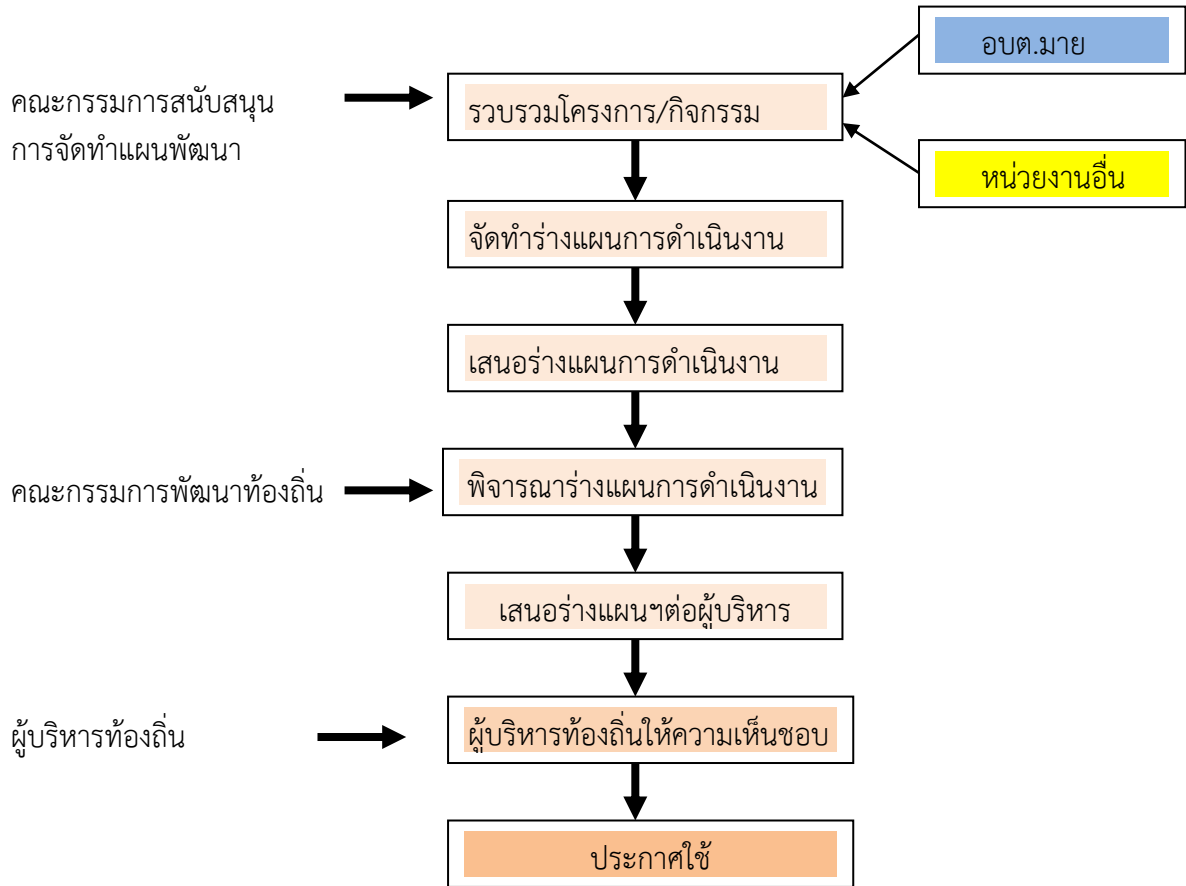 อบต.มาย
คณะกรรมการสนับสนุน
การจัดทำแผนพัฒนา
รวบรวมโครงการ/กิจกรรม
หน่วยงานอื่น
จัดทำร่างแผนการดำเนินงาน
เสนอร่างแผนการดำเนินงาน
คณะกรรมการพัฒนาท้องถิ่น
พิจารณาร่างแผนการดำเนินงาน
เสนอร่างแผนฯต่อผู้บริหาร
ผู้บริหารท้องถิ่น
ผู้บริหารท้องถิ่นให้ความเห็นชอบ
ประกาศใช้